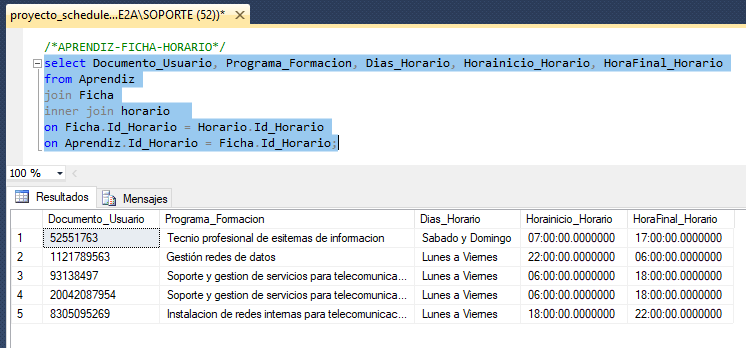 proyecto_schedule...E2A\SOPORTE (52))* ×
/*APRENDIZ-FICHA-HORARIO*/
select Documento_Usuario, Programa_Formacion, Dias_Horario, Horainicio_Horario, HoraFinal_Horario
from Aprendiz
join Ficha
inner join horario
on Ficha.Id_Horario = Horario.Id_Horario
on Aprendiz.Id_Horario = Ficha.Id_Horario;
100 %
Resultados Mensajes
Documento_Usuario Programa_Formacion Dias_Horario Horainicio_Horario HoraFinal_Horario
1 52551763 Tecnio profesional de esitemas de informacion Sabado y Domingo 07:00:00.0000000 17:00:00.0000000
2 1121789563 Gestión redes de datos Lunes a Viernes 22:00:00.0000000 06:00:00.0000000
3 93138497 Soporte y gestion de servicios para telecomunica... Lunes a Viernes 06:00:00.0000000 18:00:00.0000000
4 20042087954 Soporte y gestion de servicios para telecomunica... Lunes a Viernes 06:00:00.0000000 18:00:00.0000000
5 8305095269 Instalacion de redes internas para telecomunicac... Lunes a Viernes 18:00:00.0000000 22:00:00.0000000